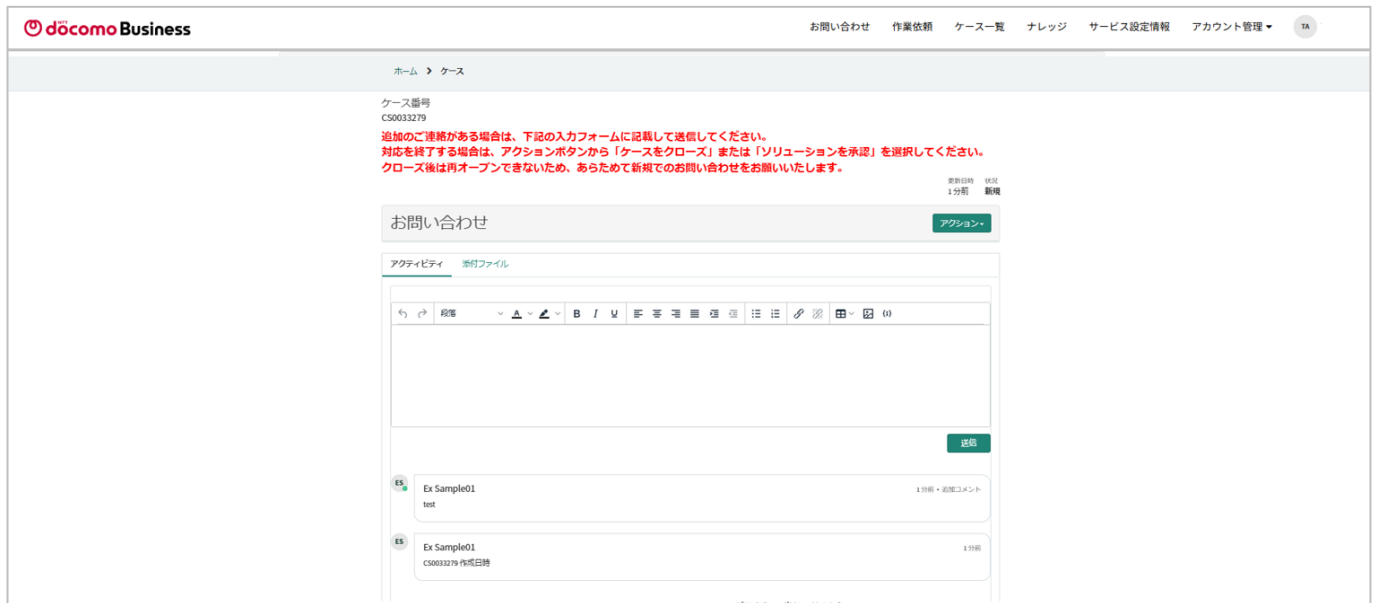 NTT
döcomo Business
お問い合わせ 作業依頼 ケース一覧 ナレッジ サービス設定情報 アカウント管理 TA
ホーム > ケース
ケース番号
CS0033279
追加のご連絡がある場合は、下記の入力フォームに記載して送信してください。
対応を終了する場合は、アクションボタンから「ケースをクローズ」または「ソリューションを承認」を選択してください。
クローズ後は再オープンできないため、あらためて新規でのお問い合わせをお願いいたします。
更新日時 状況
1分前 新規
お問い合わせ アクション
アクティビティ 添付ファイル
段落 A B I U
送信
ES Ex Sample01 1分前・追加コメント
test
ES Ex Sample01 1分前
CS0033279 作成日時